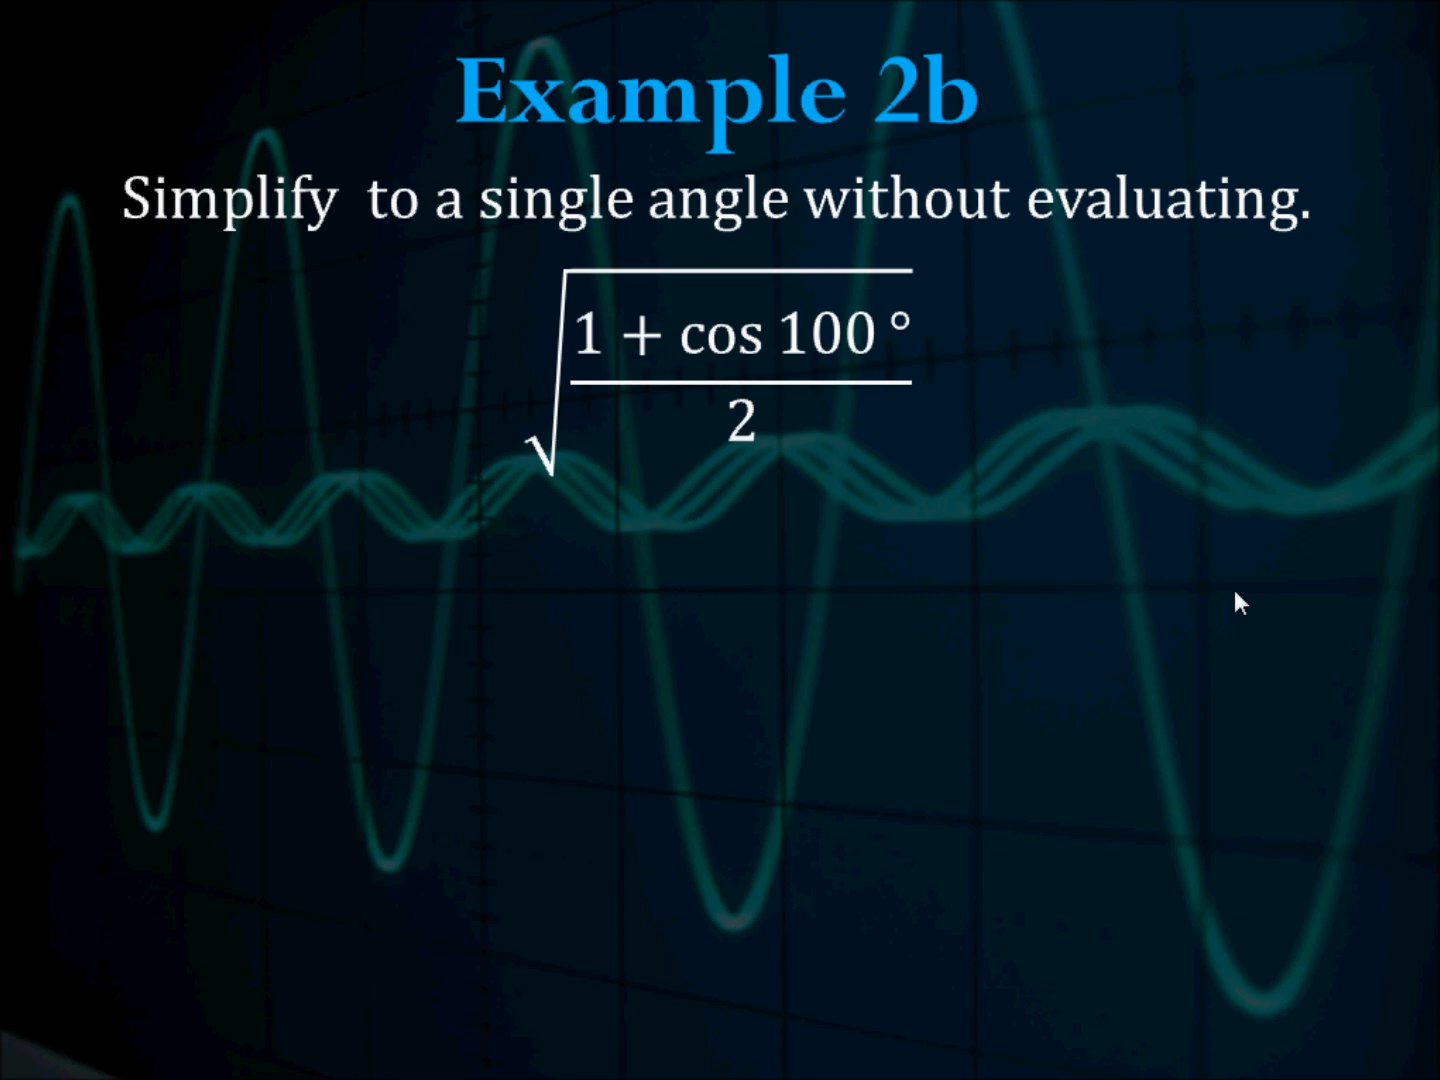 Example 2b
Simplify to a single angle without evaluating.
√
1 + cos 100 °
2